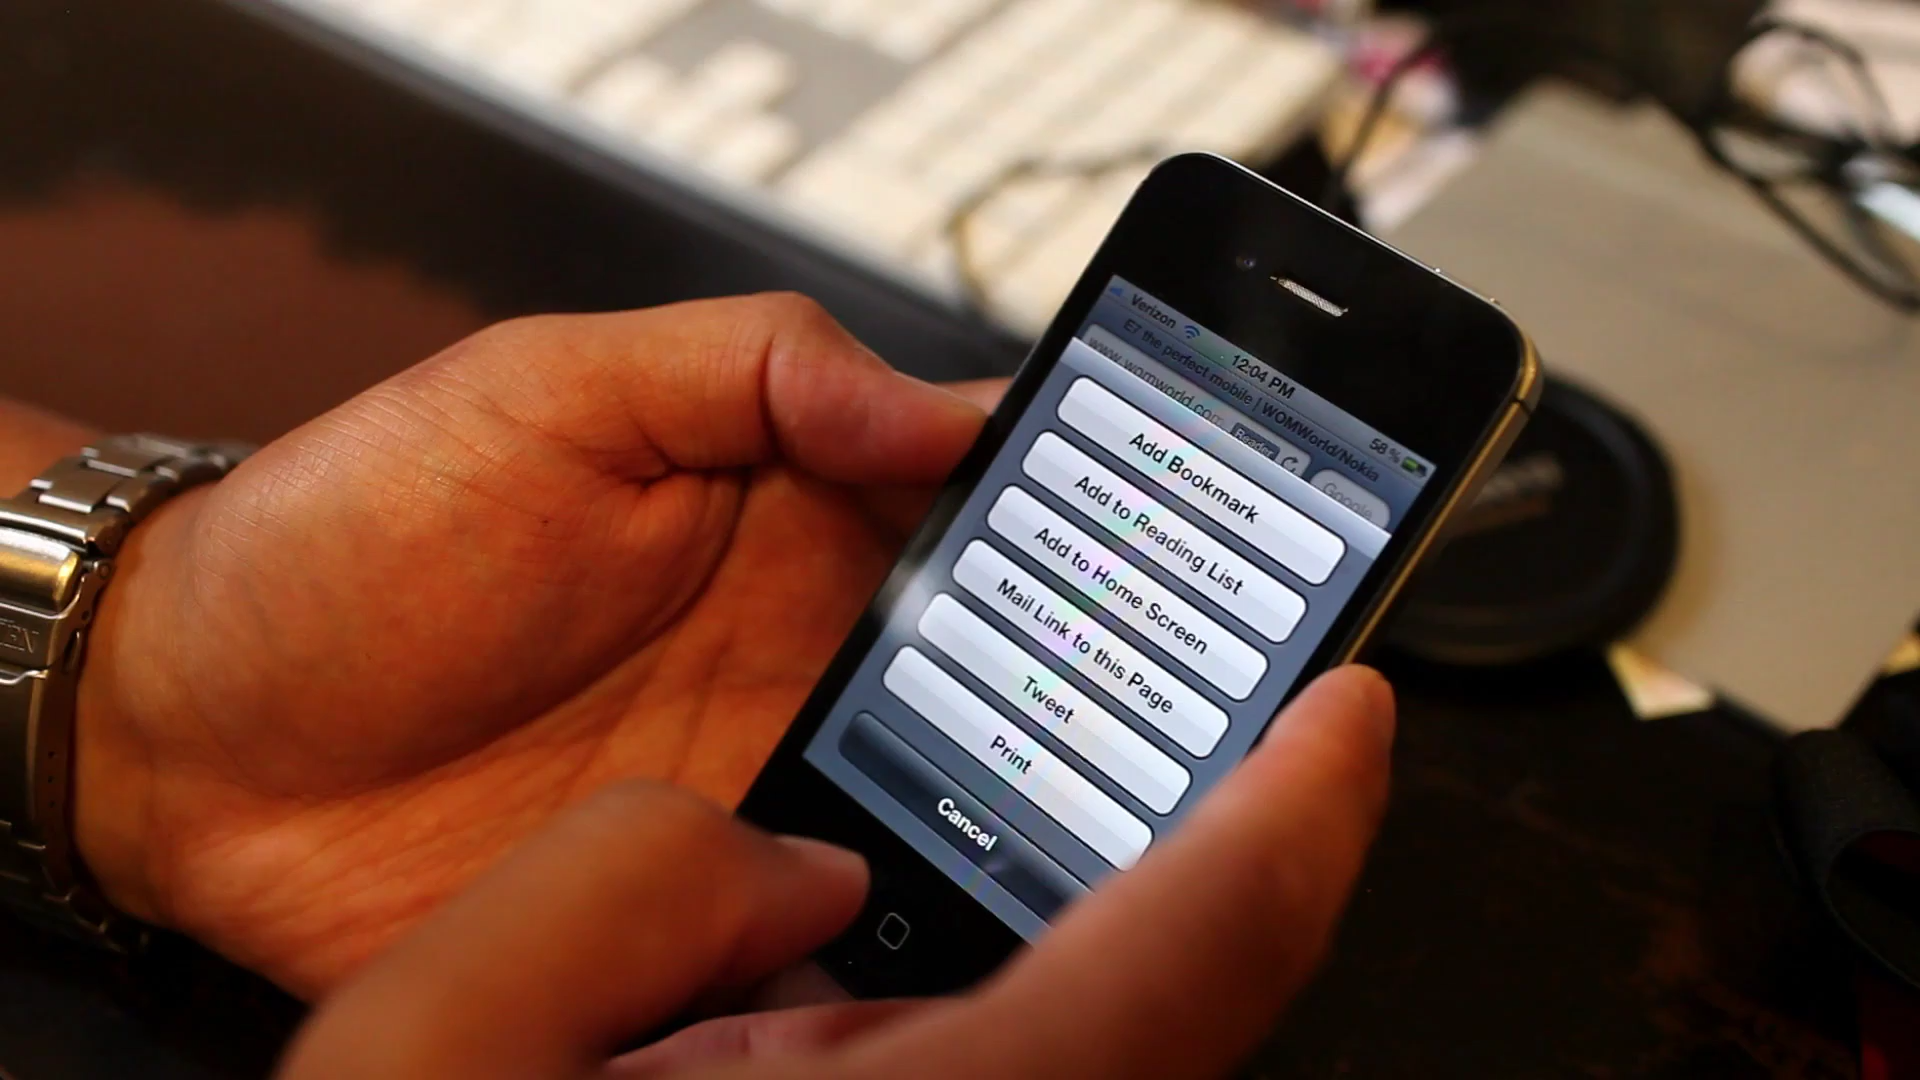 Verizon 12:04 PM 58%
E7 the perfect mobile | WOMWorld/Nokia
www.womworld.com Reader Google
Add Bookmark
Add to Reading List
Add to Home Screen
Mail Link to this Page
Tweet
Print
Cancel